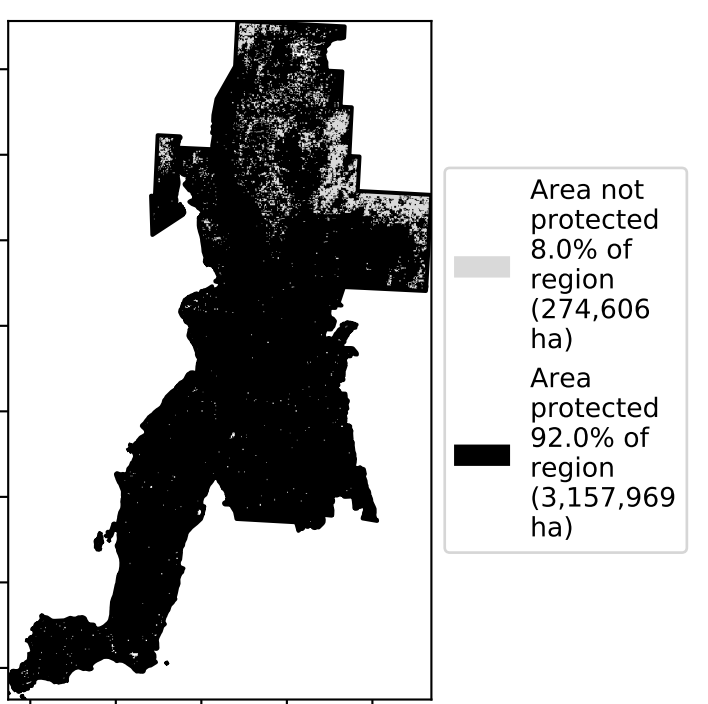 Area not
protected
8.0% of
region
(274,606
ha)
Area
protected
92.0% of
region
(3,157,969
ha)